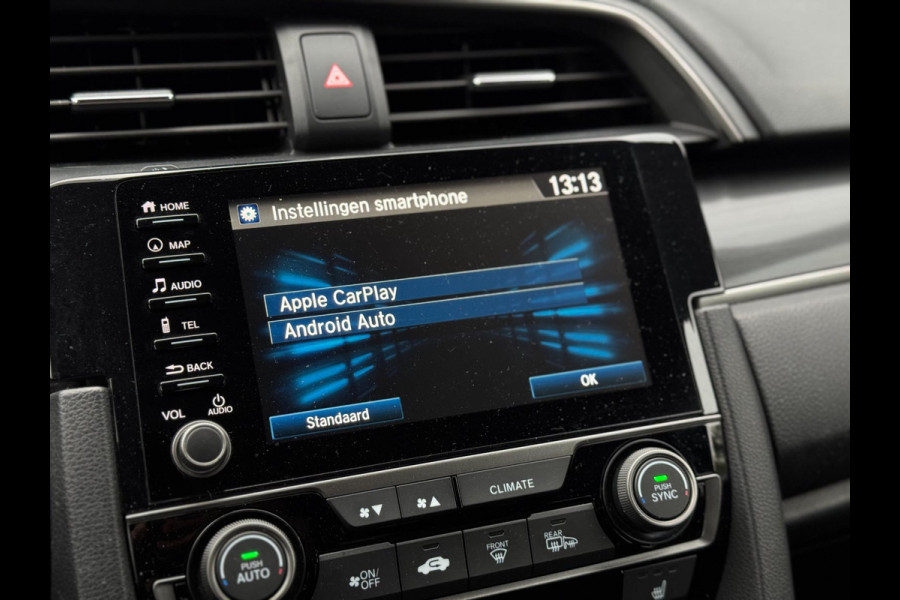 HOME
Instellingen smartphone
13:13
MAP
AUDIO
Apple CarPlay
TEL
Android Auto
BACK
OK
VOL
AUDIO
Standaard
CLIMATE
PUSH
SYNC
PUSH
AUTO
ON/
OFF
FRONT
REAR